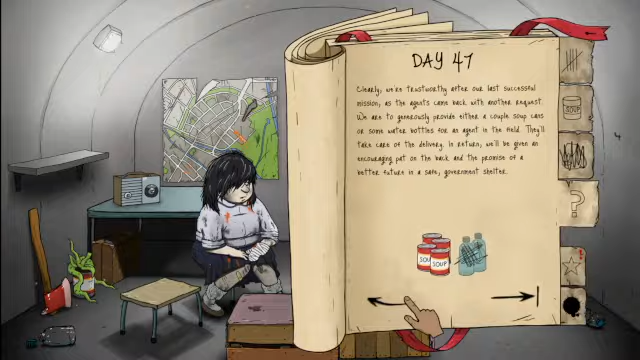 DAY 47
Clearly, we're trustworthy after our last successful
mission, as the agents came back with another request.
We are to generously provide either a couple soup cans
or some water bottles for an agent in the field. They'll
take care of the delivery. In return, we'll be given an
encouraging pat on the back and the promise of a
better future in a safe, government shelter.
SOUP
SOU
SOUP
?